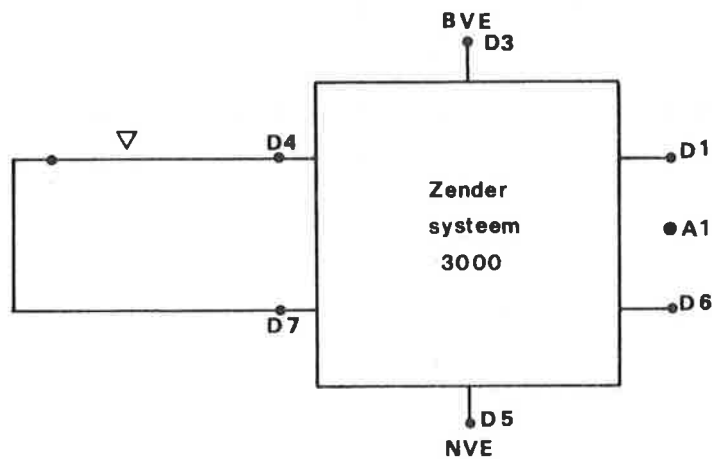 BVE
D3
D4
D1
Zender
systeem
3000
A1
D7
D6
D5
NVE